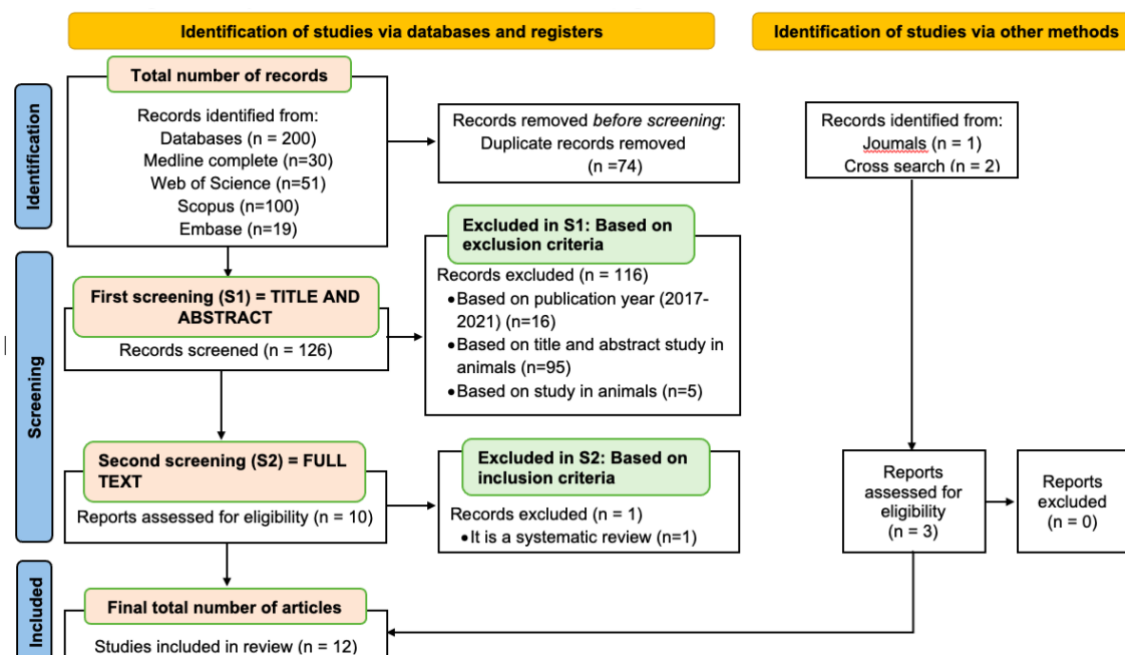 Identification of studies via databases and registers
Identification of studies via other methods
Identification
Total number of records
Records identified from:
Databases (n = 200)
Medline complete (n=30)
Web of Science (n=51)
Scopus (n=100)
Embase (n=19)
Records removed before screening:
Duplicate records removed
(n =74)
Records identified from:
Joumals (n = 1)
Cross search (n = 2)
Screening
First screening (S1) = TITLE AND
ABSTRACT
Records screened (n = 126)
Excluded in S1: Based on
exclusion criteria
Records excluded (n = 116)
•Based on publication year (2017-
2021) (n=16)
•Based on title and abstract study in
animals (n=95)
•Based on study in animals (n=5)
Second screening (S2) = FULL
TEXT
Reports assessed for eligibility (n = 10)
Excluded in S2: Based on
inclusion criteria
Records excluded (n = 1)
•It is a systematic review (n=1)
Reports
assessed for
eligibility
(n = 3)
Reports
excluded
(n = 0)
Included
Final total number of articles
Studies included in review (n = 12)